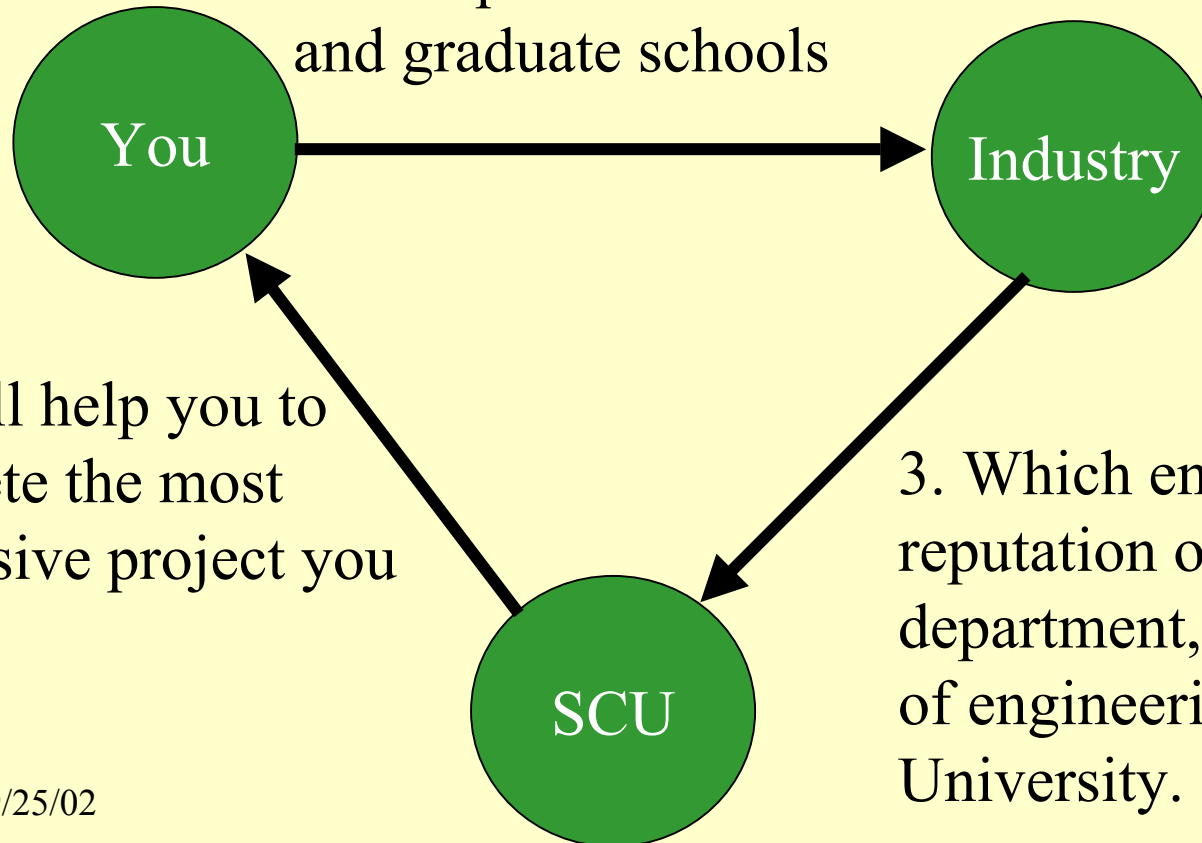 and graduate schools
You
Industry
ll help you to
ete the most
sive project you
3. Which en
reputation o
department,
of engineeri
University.
SCU
/25/02